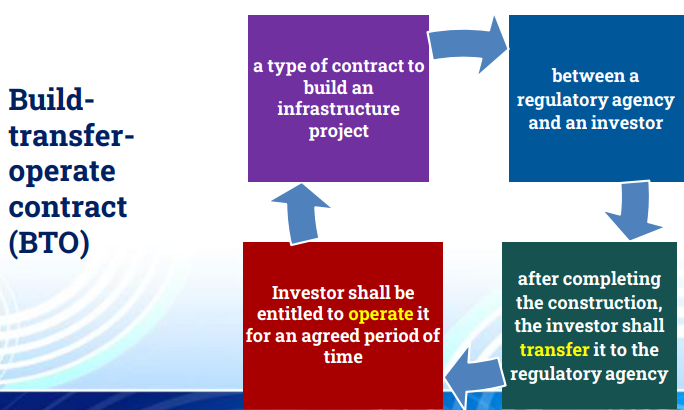 Build-
transfer-
operate
contract
(BTO)
a type of contract to
build an
infrastructure
project
between a
regulatory agency
and an investor
after completing
the construction,
the investor shall
transfer it to the
regulatory agency
Investor shall be
entitled to operate it
for an agreed period of
time